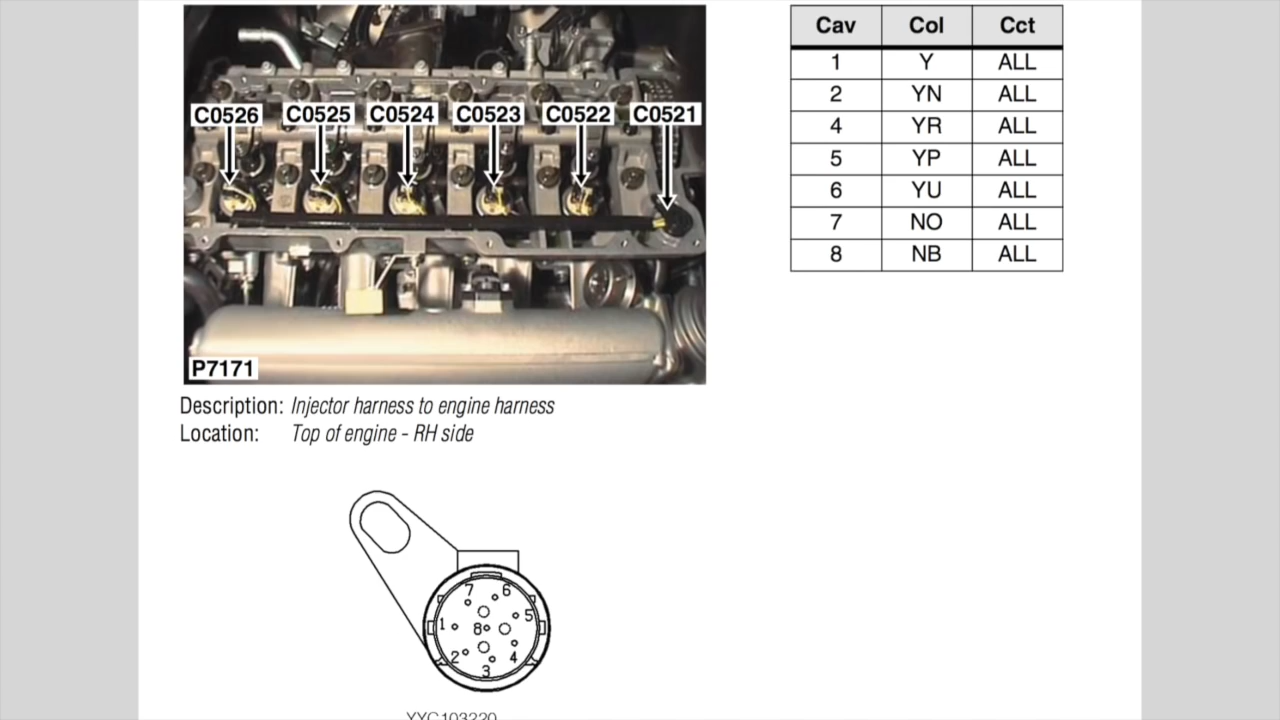 C0526 C0525 C0524 C0523 C0522 C0521
P7171
Description: Injector harness to engine harness
Location: Top of engine - RH side
Cav Col Cct
1 Y ALL
2 YN ALL
4 YR ALL
5 YP ALL
6 YU ALL
7 NO ALL
8 NB ALL
7 6
1 8 5
2 4
3
YYC103220